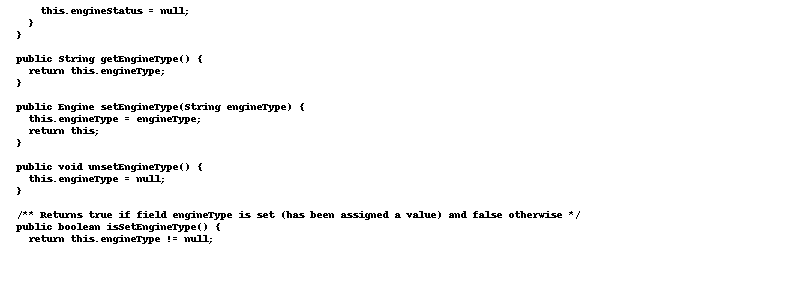 this.engineStatus = null;
  }
}

public String getEngineType() {
  return this.engineType;
}

public Engine setEngineType(String engineType) {
  this.engineType = engineType;
  return this;
}

public void unsetEngineType() {
  this.engineType = null;
}

/** Returns true if field engineType is set (has been assigned a value) and false otherwise */
public boolean isSetEngineType() {
  return this.engineType != null;